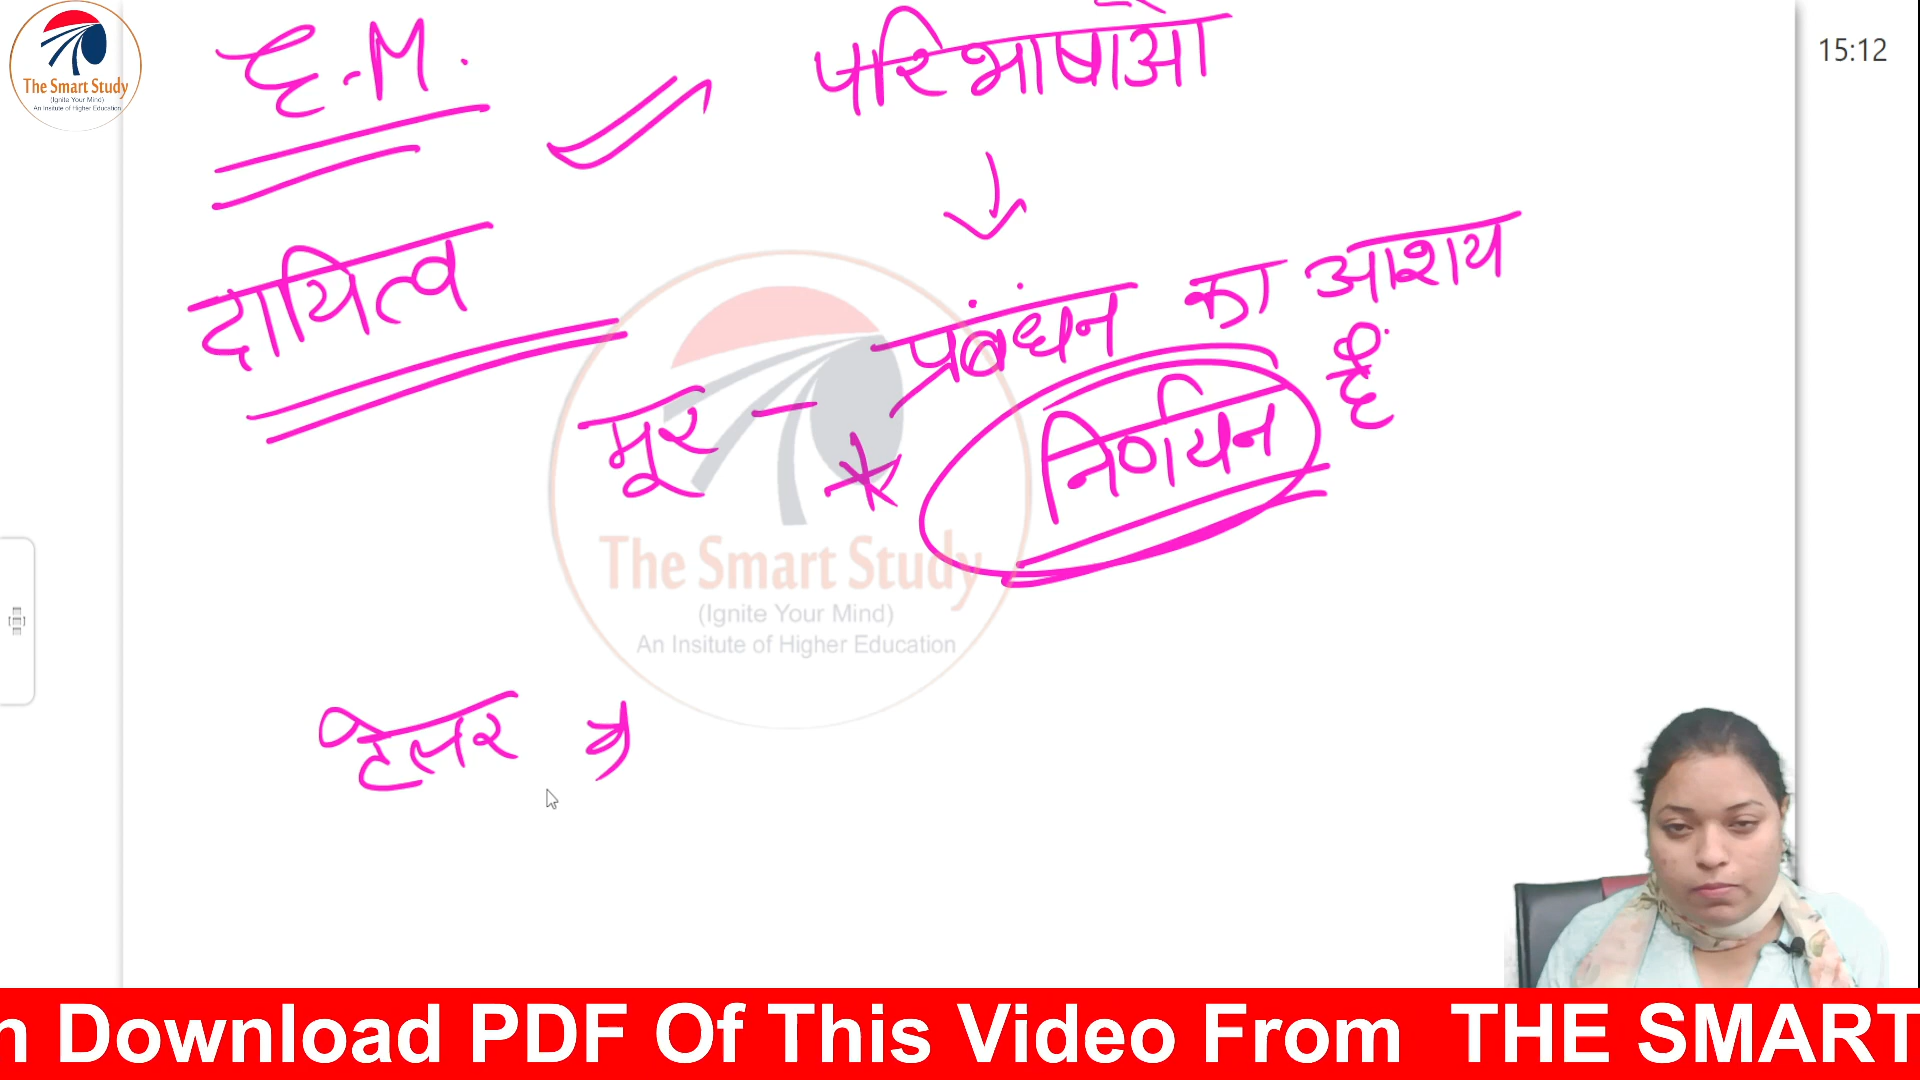 The Smart Study
(Ignite Your Mind)
An Insitute of Higher Education
15:12
परिभाषाओं
दायित्व
प्रबंधन का आशय
मूर - * निर्णयन हैं
The Smart Study
(Ignite Your Mind)
An Insitute of Higher Education
टेलर
n Download PDF Of This Video From THE SMART